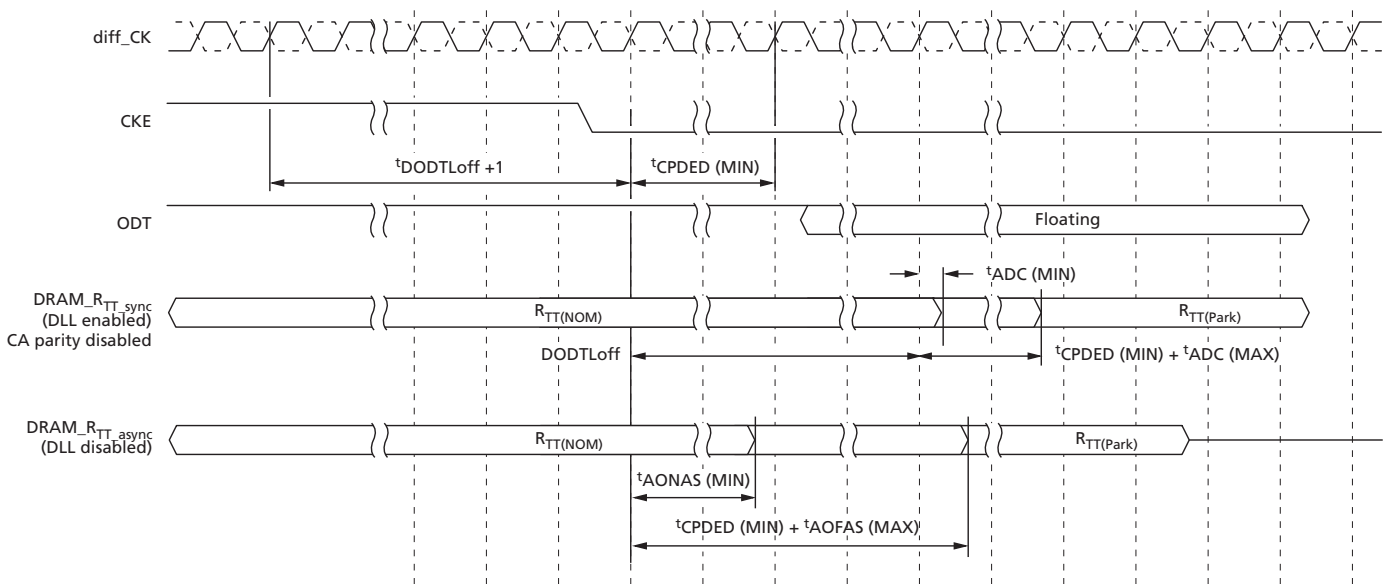 diff_CK
CKE
tDODTLoff +1
tCPDED (MIN)
ODT
Floating
tADC (MIN)
DRAM_RTT_sync
(DLL enabled)
CA parity disabled
RTT(NOM)
RTT(Park)
DODTLoff
tCPDED (MIN) + tADC (MAX)
DRAM_RTT_async
(DLL disabled)
RTT(NOM)
RTT(Park)
tAONAS (MIN)
tCPDED (MIN) + tAOFAS (MAX)